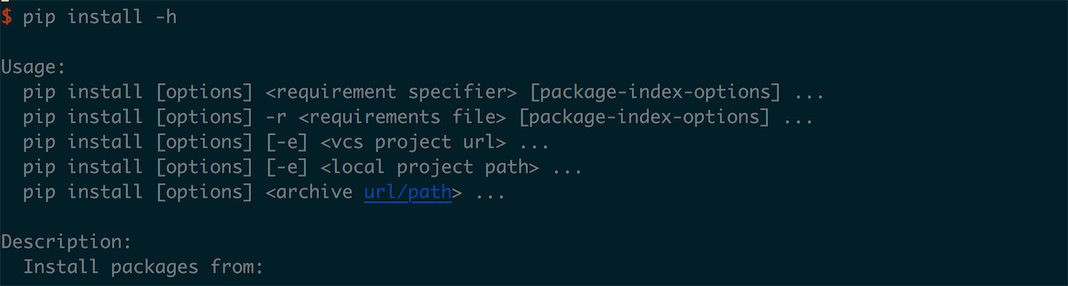 $ pip install -h
Usage:
pip install [options] <requirement specifier> [package-index-options] ...
pip install [options] -r <requirements file> [package-index-options] ...
pip install [options] [-e] <vcs project url> ...
pip install [options] [-e] <local project path> ...
pip install [options] <archive url/path> ...
Description:
Install packages from: